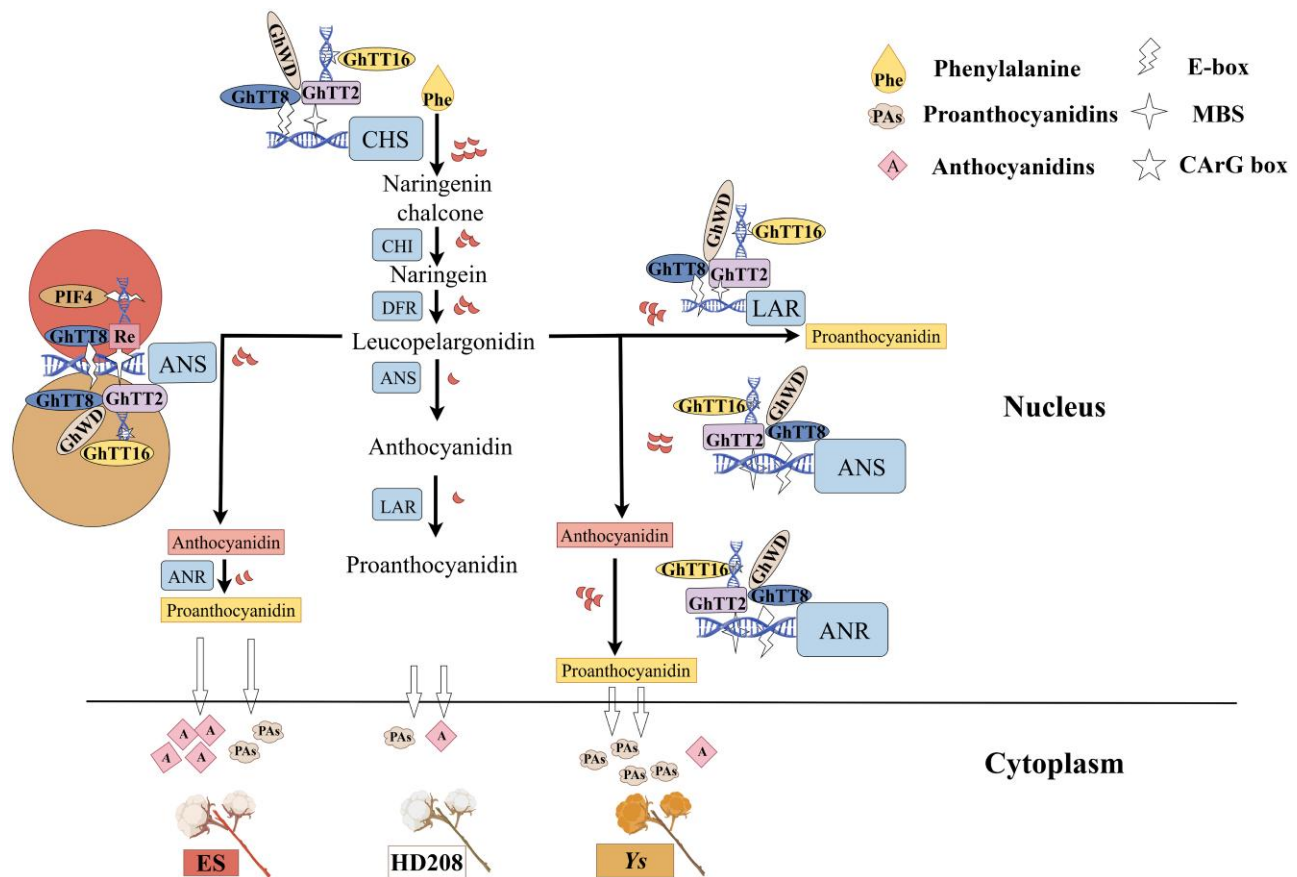 GhWD
GhTT16
GhTT8
GhTT2
CHS
Phe
Phe
Phenylalanine
E-box
PAs
Proanthocyanidins
MBS
A
Anthocyanidins
CArG box
Naringenin
chalcone
CHI
Naringein
DFR
Leucopelargonidin
ANS
Anthocyanidin
LAR
Proanthocyanidin
PIF4
GhTT8
Re
ANS
GhTT8
GhTT2
GhWD
GhTT16
Anthocyanidin
ANR
Proanthocyanidin
GhWD
GhTT16
GhTT8
GhTT2
LAR
Proanthocyanidin
GhTT16
GhWD
GhTT2
GhTT8
ANS
Nucleus
Anthocyanidin
GhTT16
GhWD
GhTT2
GhTT8
ANR
Proanthocyanidin
A
A
A
A
PAs
PAs
PAs
A
PAs
PAs
PAs
PAs
A
Cytoplasm
ES
HD208
Ys